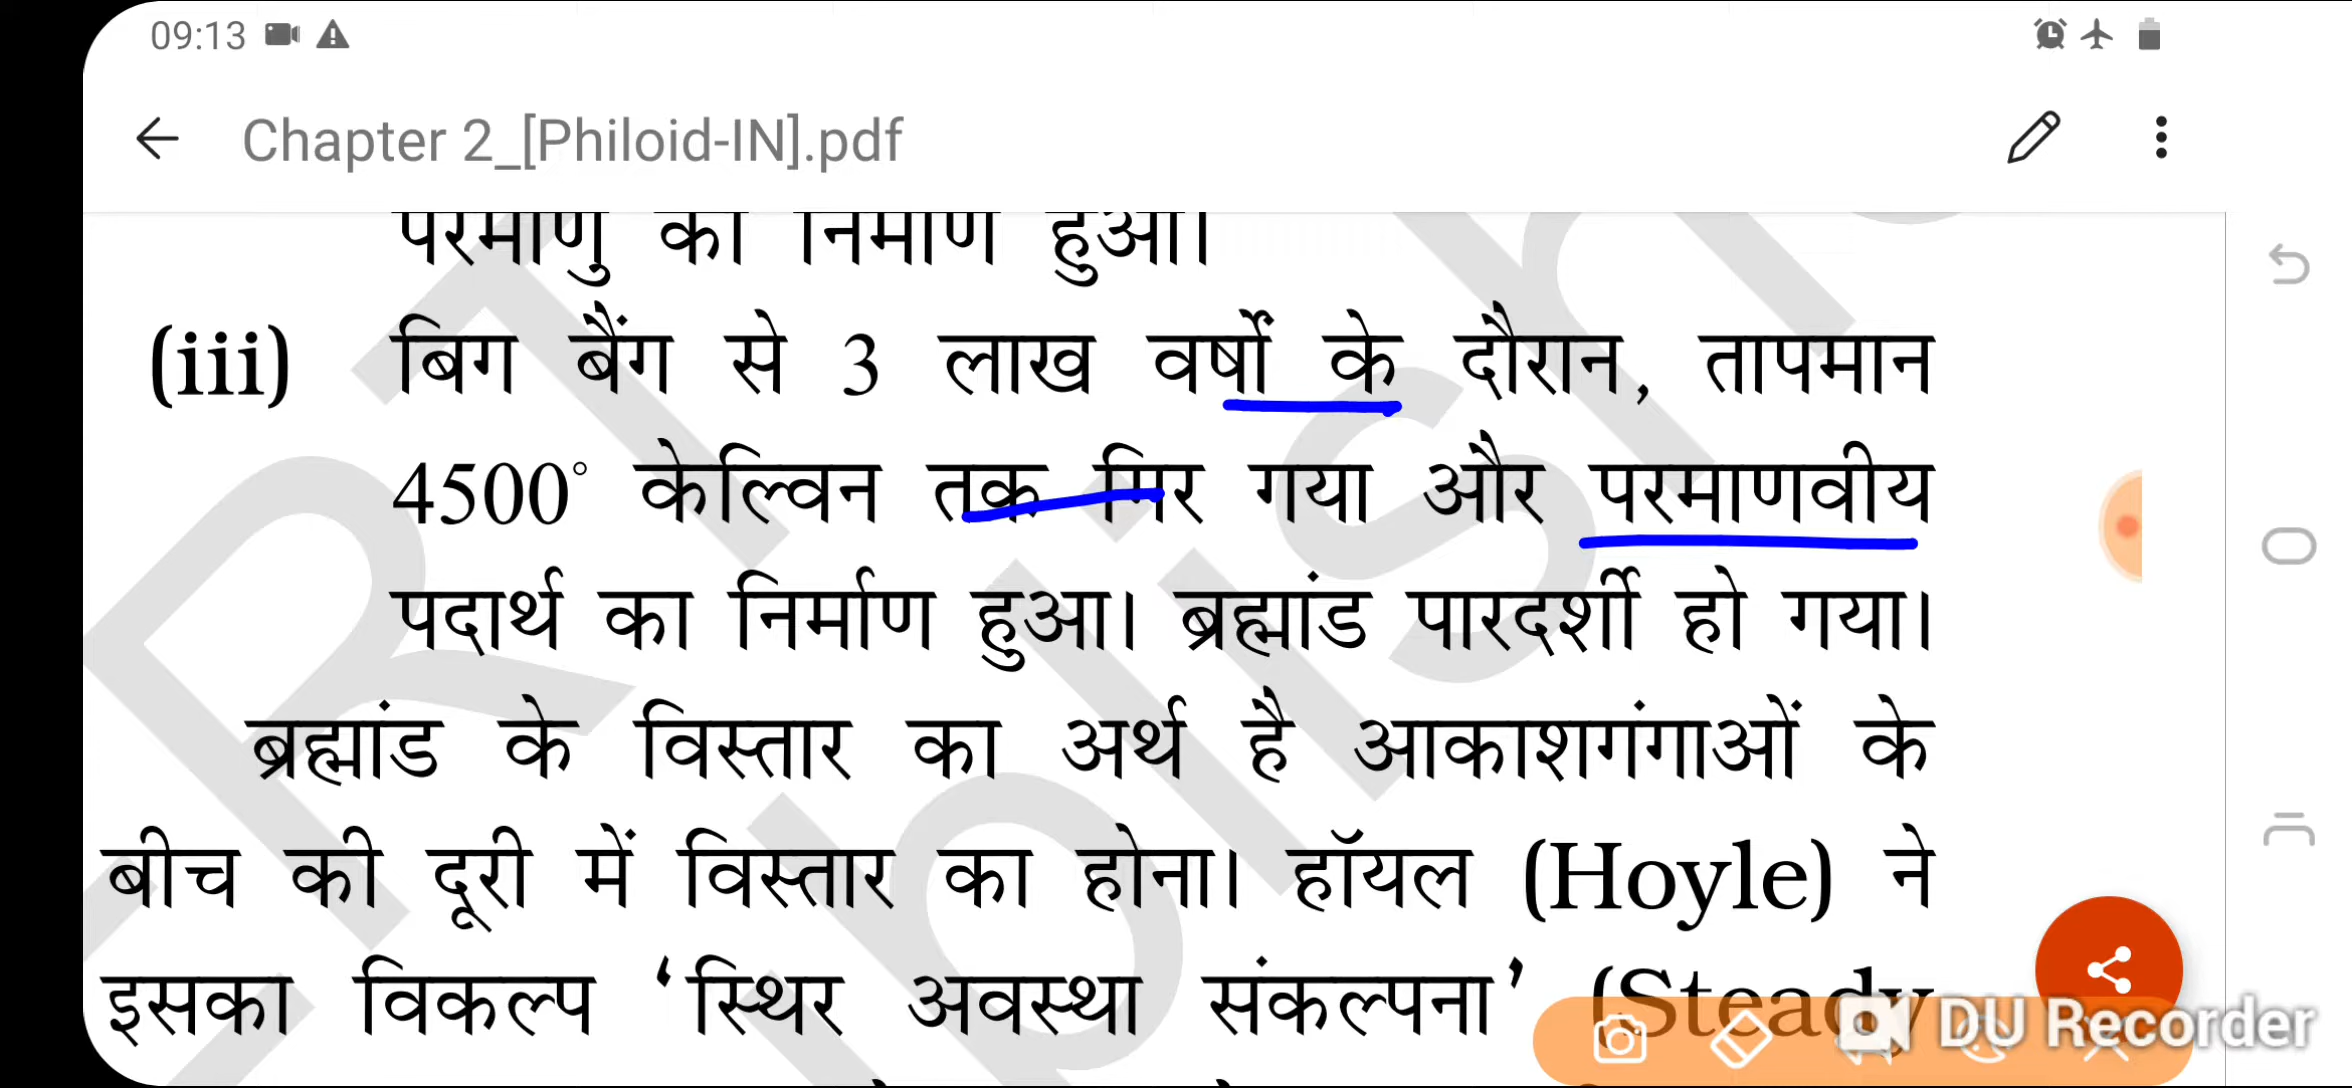 09:13
Chapter 2_[Philoid-IN].pdf
परमाणु का निर्माण हुआ।
(iii) बिग बैंग से 3 लाख वर्षों के दौरान, तापमान
4500° केल्विन तक गिर गया और परमाणवीय
पदार्थ का निर्माण हुआ। ब्रह्मांड पारदर्शी हो गया।
ब्रह्मांड के विस्तार का अर्थ है आकाशगंगाओं के
बीच की दूरी में विस्तार का होना। हॉयल (Hoyle) ने
इसका विकल्प ‘स्थिर अवस्था संकल्पना’ (Steady
DU Recorder